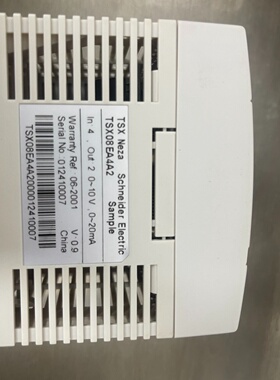 TSX Neza Schneider Electric
TSX08EA4A2 Sample
In 4 , Out 2 0~10V ,0~20mA
Warranty Ref 06-2001 V 0.9
Serial No: 012410007 China
TSX08EA4A20000012410007